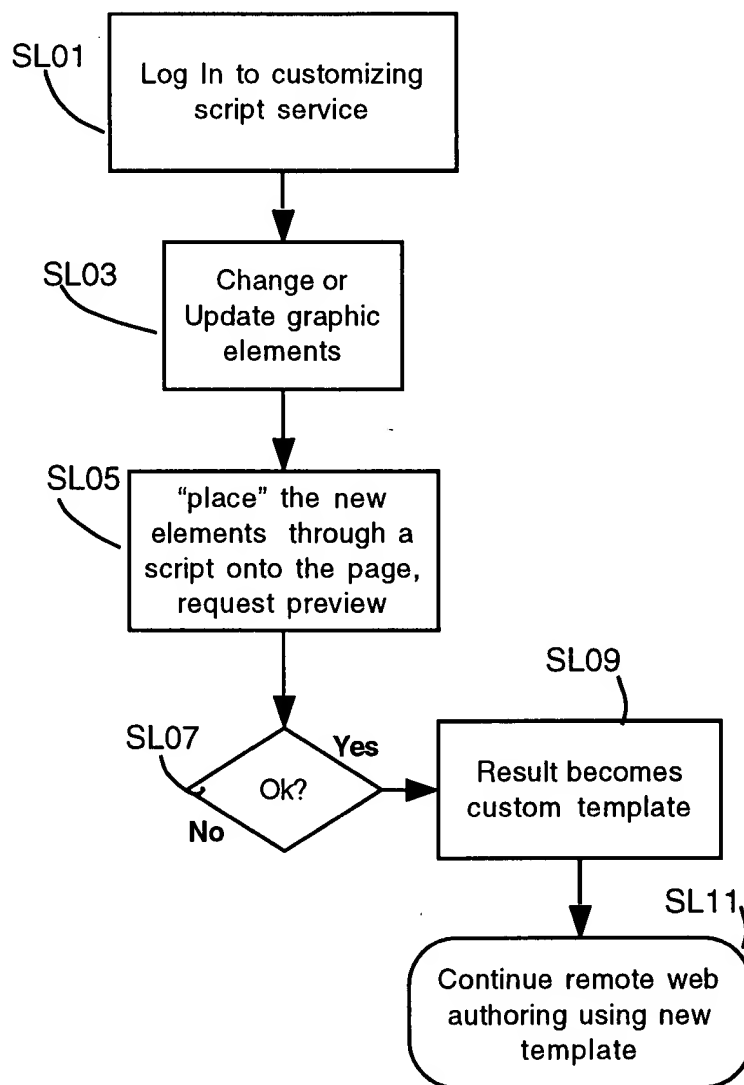 SL01
Log In to customizing
script service
SL03
Change or
Update graphic
elements
SL05
“place” the new
elements through a
script onto the page,
request preview
SL07
Ok?
Yes
No
SL09
Result becomes
custom template
SL11
Continue remote web
authoring using new
template